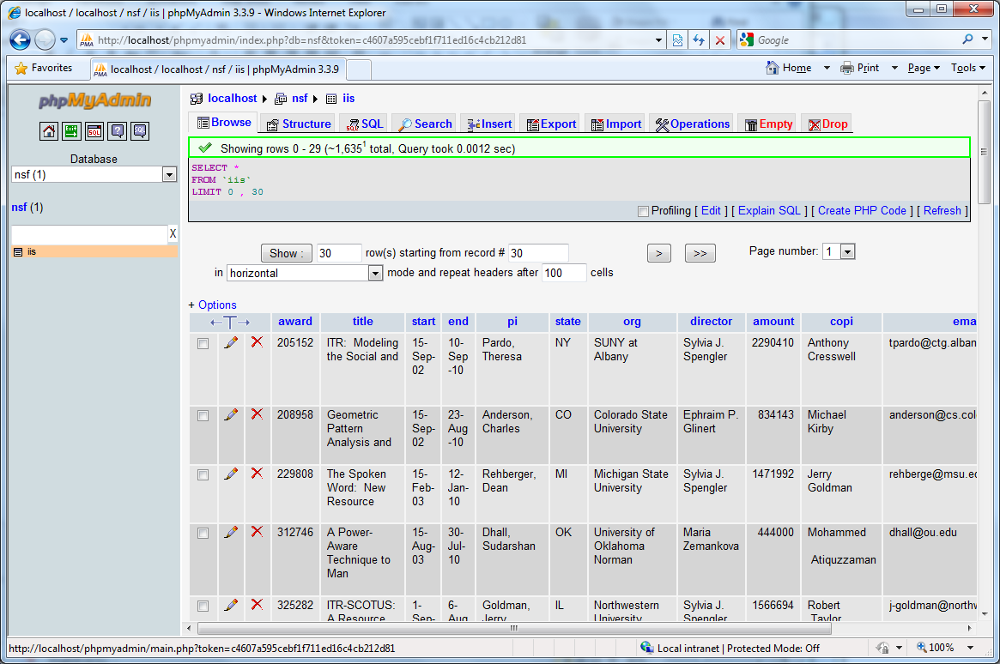 localhost / localhost / nsf / iis | phpMyAdmin 3.3.9 - Windows Internet Explorer
http://localhost/phpmyadmin/index.php?db=nsf&token=c4607a595cebf1f711ed16c4cb212d81
Google
Favorites
localhost / localhost / nsf / iis | phpMyAdmin 3.3.9
Home
Print
Page
Tools
phpMyAdmin
Database
nsf (1)
nsf (1)
X
iis
localhost
nsf
iis
Browse
Structure
SQL
Search
Insert
Export
Import
Operations
Empty
Drop
Showing rows 0 - 29 (~1,635¹ total, Query took 0.0012 sec)
SELECT *
FROM `iis`
LIMIT 0 , 30
Profiling [ Edit ] [ Explain SQL ] [ Create PHP Code ] [ Refresh ]
Show : 30 row(s) starting from record # 30
> >> Page number: 1
in horizontal mode and repeat headers after 100 cells
+ Options
←T→ award title start end pi state org director amount copi ema
205152 ITR: Modeling 15- 10- Pardo, NY SUNY at Sylvia J. 2290410 Anthony tpardo@ctg.alban
the Social and Sep- Sep Theresa Albany Spengler Cresswell
02 -10
208958 Geometric 15- 23- Anderson, CO Colorado State Ephraim P. 834143 Michael anderson@cs.col
Pattern Sep- Aug Charles University Glinert Kirby
Analysis and 02 -10
229808 The Spoken 15- 12- Rehberger, MI Michigan State Sylvia J. 1471992 Jerry rehberge@msu.ed
Word: New Feb- Jan- Dean University Spengler Goldman
Resource 03 10
312746 A Power- 15- 30- Dhall, OK University of Maria 444000 Mohammed dhall@ou.edu
Aware Aug- Jul- Sudarshan Oklahoma Zemankova
Technique to 03 10 Norman Atiquzzaman
Man
325282 ITR-SCOTUS: 1- 6- Goldman, IL Northwestern Sylvia J. 1566694 Robert j-goldman@northw
A Resource Sep- Aug Jerry University Spengler Taylor
http://localhost/phpmyadmin/main.php?token=c4607a595cebf1f711ed16c4cb212d81
Local intranet | Protected Mode: Off
100%